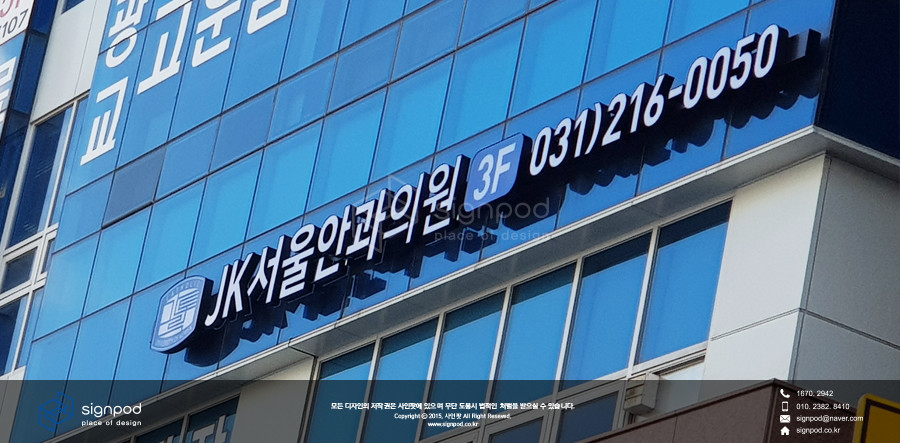 107
교
고운
JK서울안과의원 3F 031)216-0050
signpod
place of design
signpod
place of design
모든 디자인의 저작권은 사인팟에 있으며 무단 도용시 법적인 처벌을 받으실 수 있습니다.
Copyright ⓒ 2015, 사인팟 All Right Reseved.
www.signpod.co.kr
1670. 2942
010. 2382. 8410
signpod@naver.com
signpod.co.kr